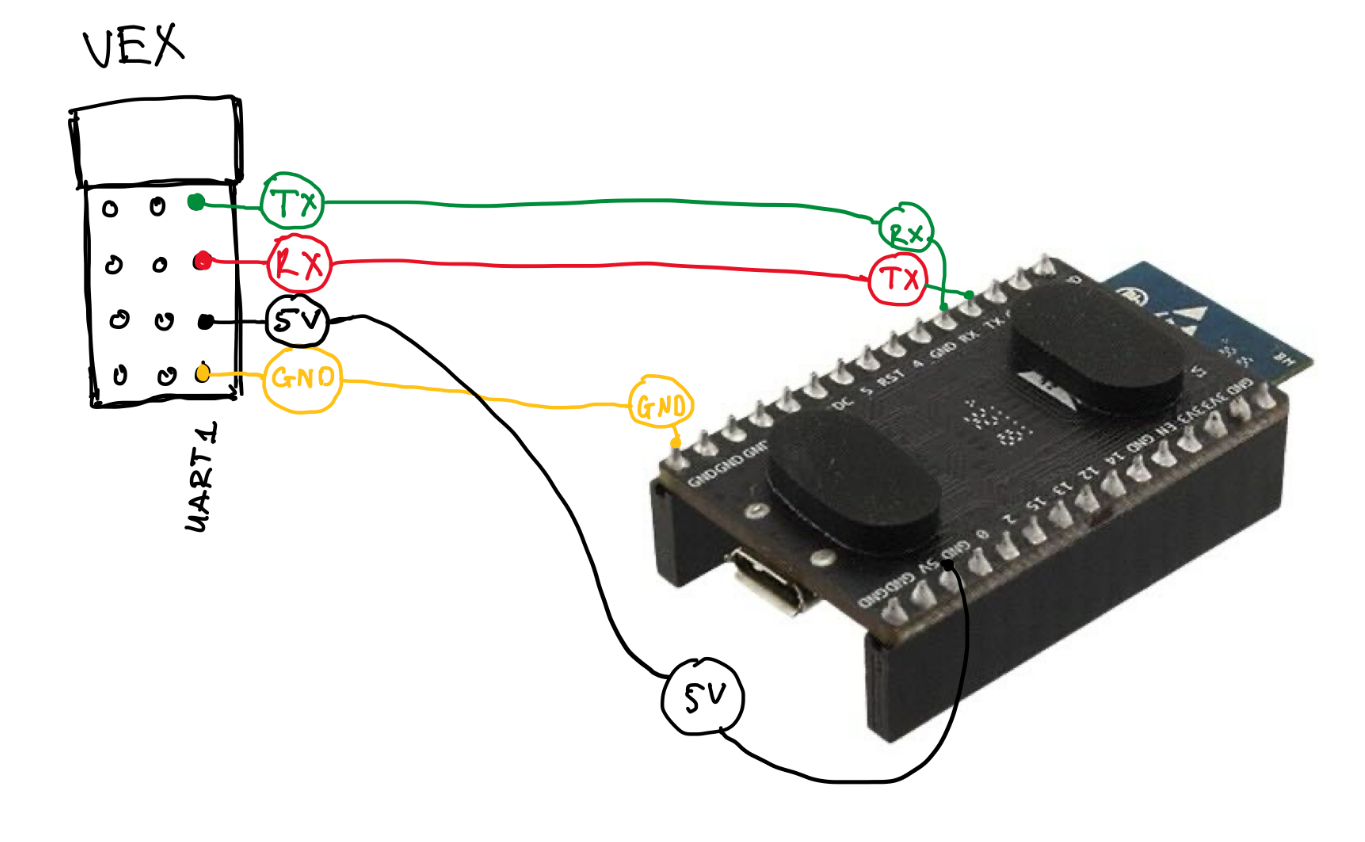 VEX
TX
RX
RX
TX
5V
GND
GND
UART1
5V
GND GND GND
DC 5 RST 4 GND RX TX
GND GND 5V GND 0 2 15 13 12 14 GND EN 3V3 3V3 GND